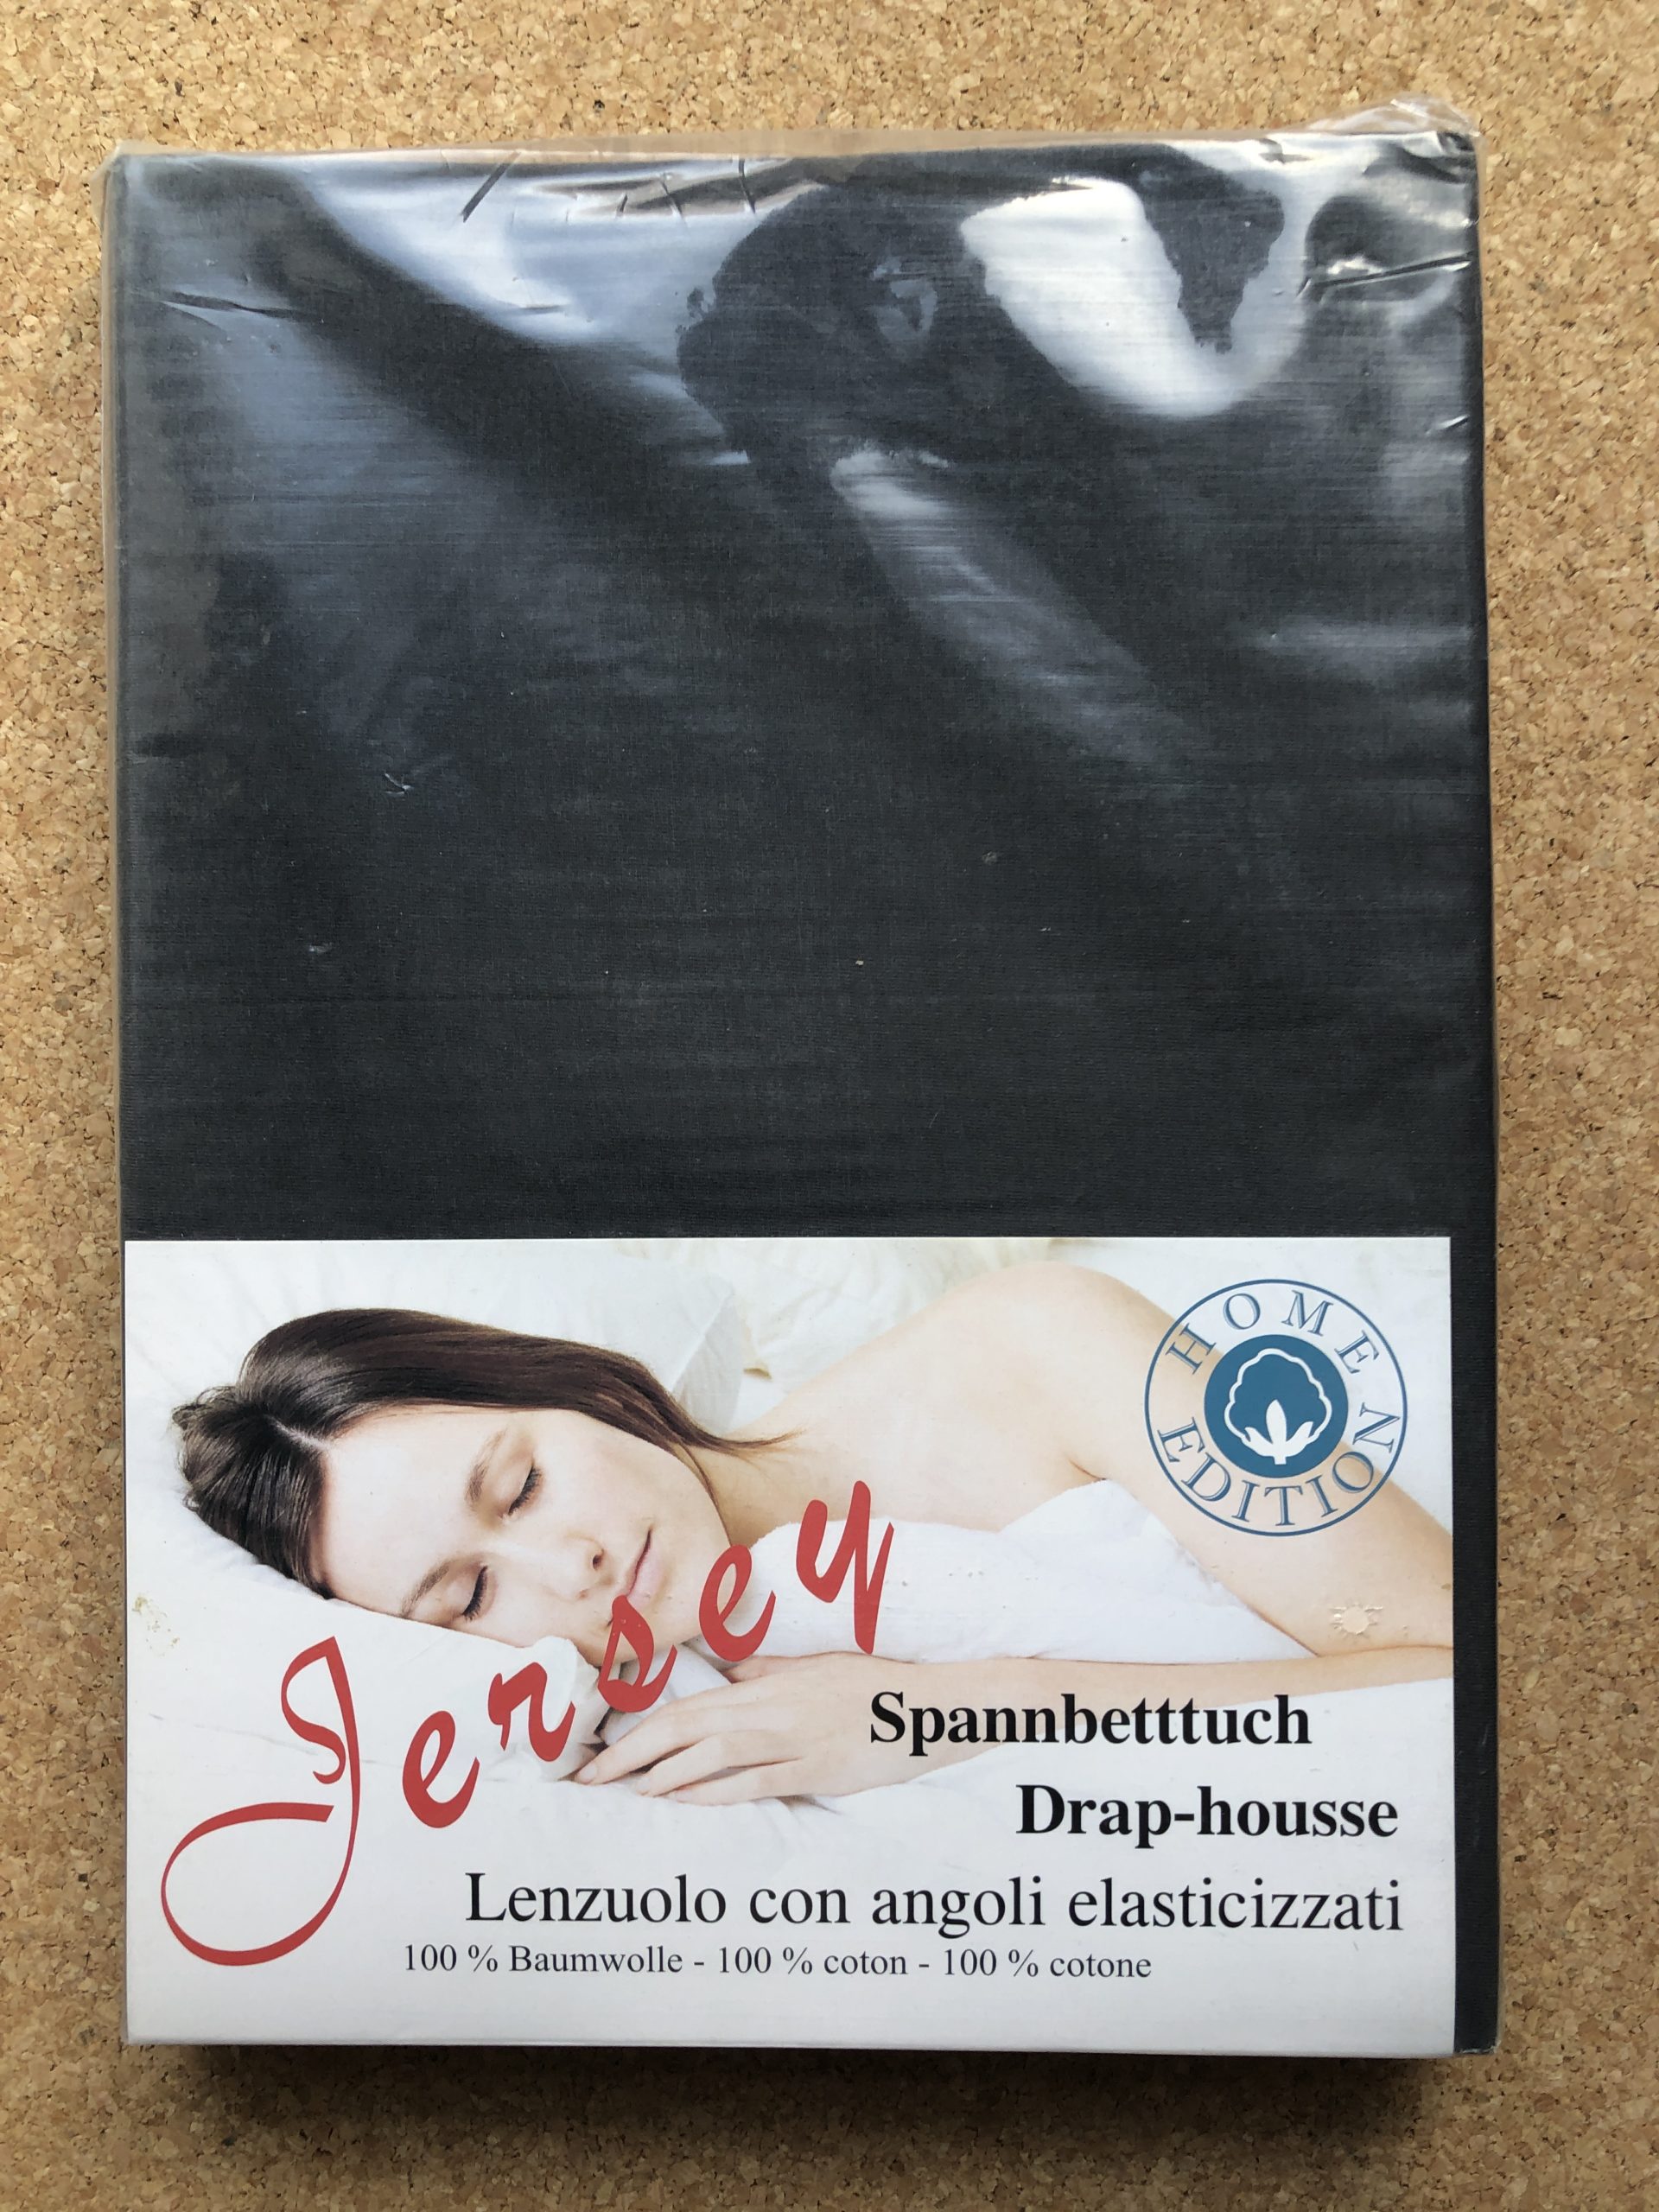 HOME
EDITION
Jersey
Spannbetttuch
Drap-housse
Lenzuolo con angoli elasticizzati
100 % Baumwolle - 100 % coton - 100 % cotone